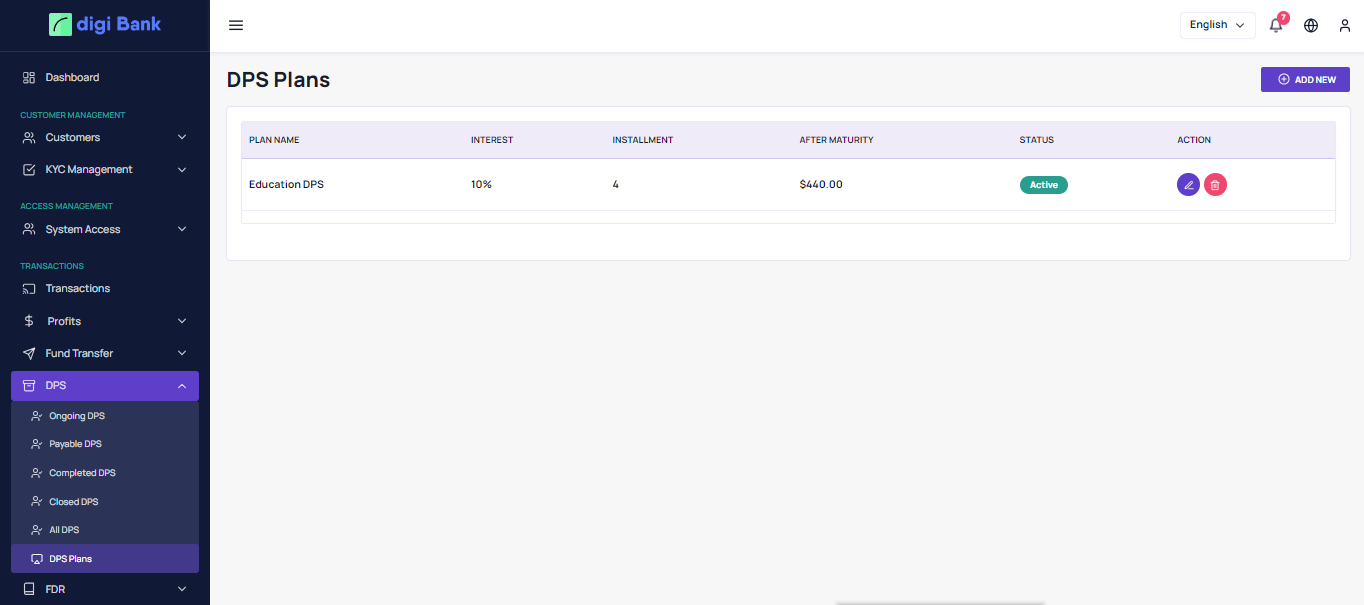 digi Bank
English
7
Dashboard
DPS Plans
ADD NEW
CUSTOMER MANAGEMENT
Customers
KYC Management
ACCESS MANAGEMENT
System Access
TRANSACTIONS
Transactions
Profits
Fund Transfer
DPS
Ongoing DPS
Payable DPS
Completed DPS
Closed DPS
All DPS
DPS Plans
FDR
PLAN NAME INTEREST INSTALLMENT AFTER MATURITY STATUS ACTION
Education DPS 10% 4 $440.00 Active